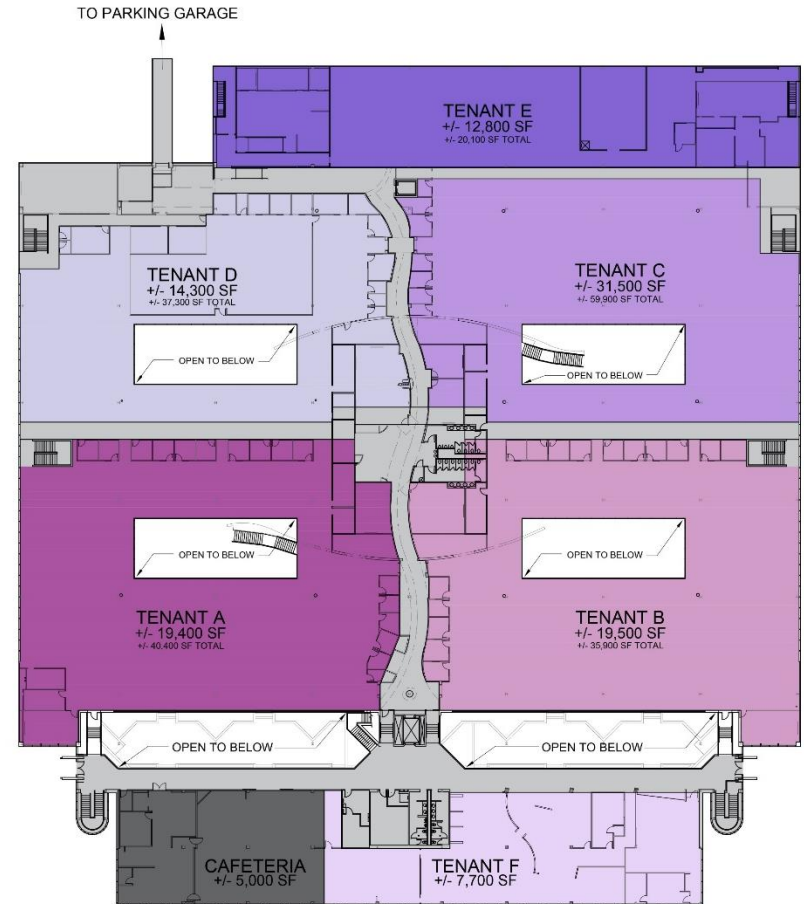 TO PARKING GARAGE
TENANT E
+/- 12,800 SF
+/- 20,100 SF TOTAL
TENANT D
+/- 14,300 SF
+/- 37,300 SF TOTAL
TENANT C
+/- 31,500 SF
+/- 59,900 SF TOTAL
OPEN TO BELOW
OPEN TO BELOW
OPEN TO BELOW
OPEN TO BELOW
TENANT A
+/- 19,400 SF
+/- 40,400 SF TOTAL
TENANT B
+/- 19,500 SF
+/- 35,900 SF TOTAL
OPEN TO BELOW
OPEN TO BELOW
CAFETERIA
+/- 5,000 SF
TENANT F
+/- 7,700 SF